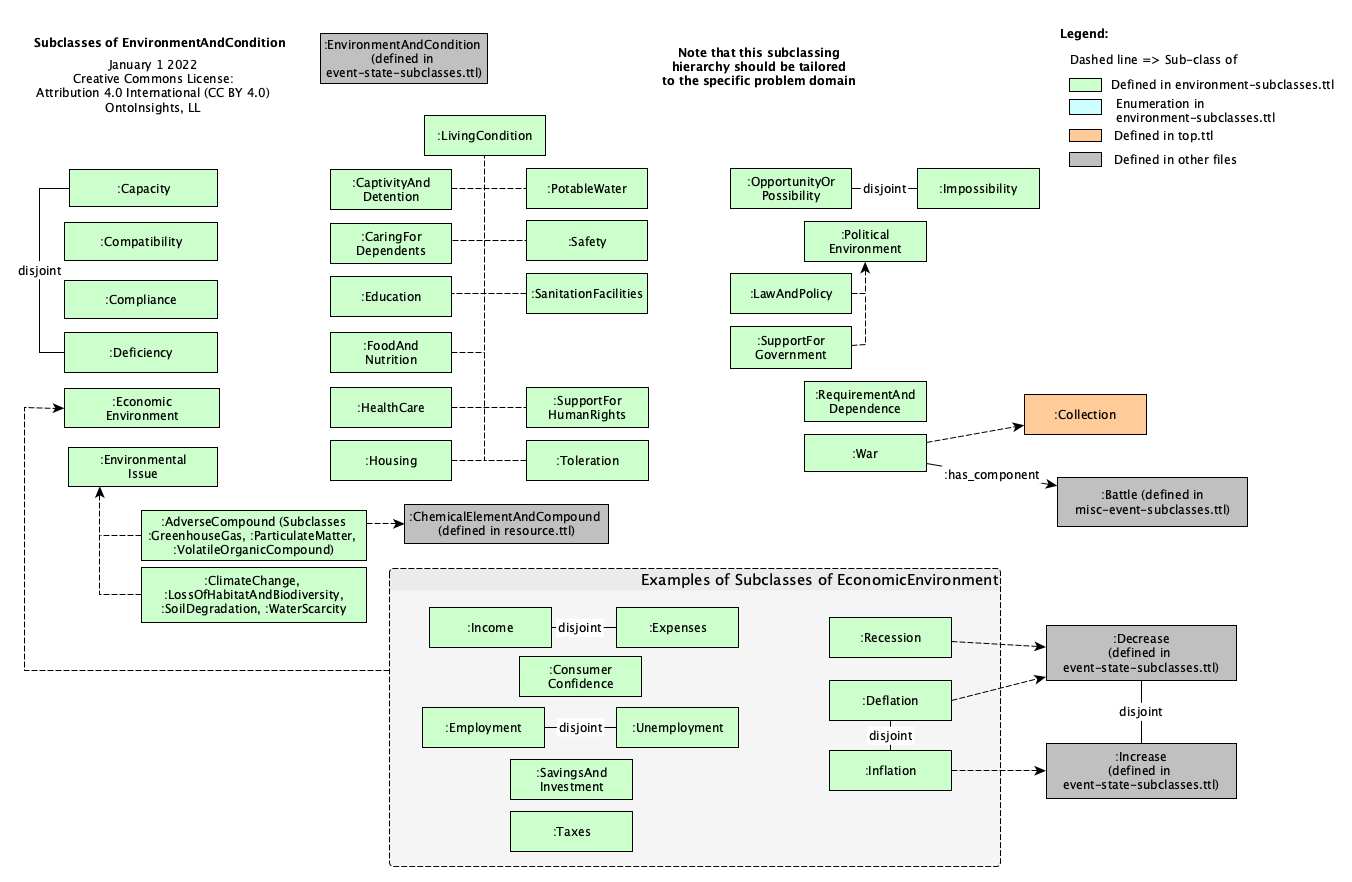 Subclasses of EnvironmentAndCondition
January 1 2022
Creative Commons License:
Attribution 4.0 International (CC BY 4.0)
OntoInsights, LL
:EnvironmentAndCondition
(defined in
event-state-subclasses.ttl)
Note that this subclassing
hierarchy should be tailored
to the specific problem domain
Legend:
Dashed line => Sub-class of
Defined in environment-subclasses.ttl
Enumeration in
environment-subclasses.ttl
Defined in top.ttl
Defined in other files
:Capacity
:Compatibility
disjoint
:Compliance
:Deficiency
:Economic
Environment
:Environmental
Issue
:AdverseCompound (Subclasses
:GreenhouseGas, :ParticulateMatter,
:VolatileOrganicCompound)
:ClimateChange,
:LossOfHabitatAndBiodiversity,
:SoilDegradation, :WaterScarcity
:ChemicalElementAndCompound
(defined in resource.ttl)
:LivingCondition
:CaptivityAnd
Detention
:PotableWater
:CaringFor
Dependents
:Safety
:Education
:SanitationFacilities
:FoodAnd
Nutrition
:HealthCare
:SupportFor
HumanRights
:Housing
:Toleration
:OpportunityOr
Possibility
disjoint
:Impossibility
:Political
Environment
:LawAndPolicy
:SupportFor
Government
:RequirementAnd
Dependence
:War
:Collection
:has_component
:Battle (defined in
misc-event-subclasses.ttl)
Examples of Subclasses of EconomicEnvironment
:Income
disjoint
:Expenses
:Consumer
Confidence
:Employment
disjoint
:Unemployment
:SavingsAnd
Investment
:Taxes
:Recession
:Deflation
disjoint
:Inflation
:Decrease
(defined in
event-state-subclasses.ttl)
disjoint
:Increase
(defined in
event-state-subclasses.ttl)